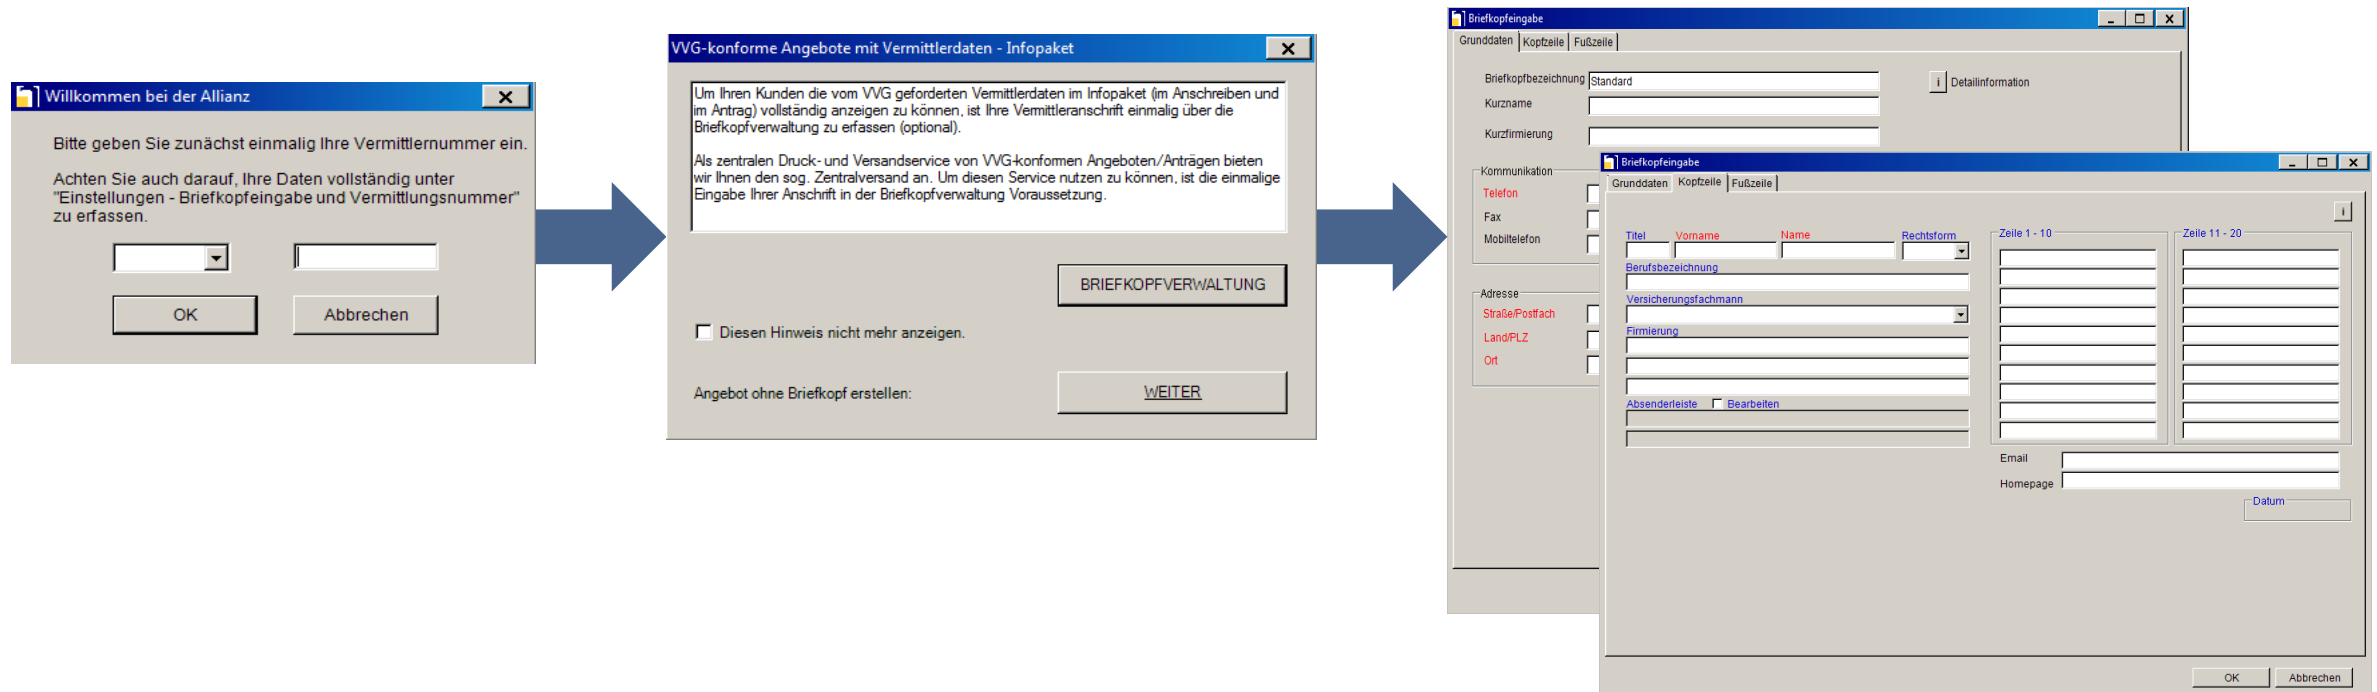 Willkommen bei der Allianz
Bitte geben Sie zunächst einmalig Ihre Vermittlernummer ein.
Achten Sie auch darauf, Ihre Daten vollständig unter
"Einstellungen - Briefkopfeingabe und Vermittlungsnummer"
zu erfassen.
OK
Abbrechen
VVG-konforme Angebote mit Vermittlerdaten - Infopaket
Um Ihren Kunden die vom VVG geforderten Vermittlerdaten im Infopaket (im Anschreiben und
im Antrag) vollständig anzeigen zu können, ist Ihre Vermittleranschrift einmalig über die
Briefkopfverwaltung zu erfassen (optional).
Als zentralen Druck- und Versandservice von VVG-konformen Angeboten/Anträgen bieten
wir Ihnen den sog. Zentralversand an. Um diesen Service nutzen zu können, ist die einmalige
Eingabe Ihrer Anschrift in der Briefkopfverwaltung Voraussetzung.
BRIEFKOPFVERWALTUNG
Diesen Hinweis nicht mehr anzeigen.
Angebot ohne Briefkopf erstellen:
WEITER
Briefkopfeingabe
Grunddaten Kopfzeile Fußzeile
Briefkopfbezeichnung Standard
i Detailinformation
Kurzname
Kurzfirmierung
Kommunikation
Telefon
Fax
Mobiltelefon
Adresse
Straße/Postfach
Land/PLZ
Ort
Briefkopfeingabe
Grunddaten Kopfzeile Fußzeile
i
Titel Vorname Name Rechtsform
Berufsbezeichnung
Versicherungsfachmann
Firmierung
Absenderleiste Bearbeiten
Zeile 1 - 10
Zeile 11 - 20
Email
Homepage
Datum
OK
Abbrechen